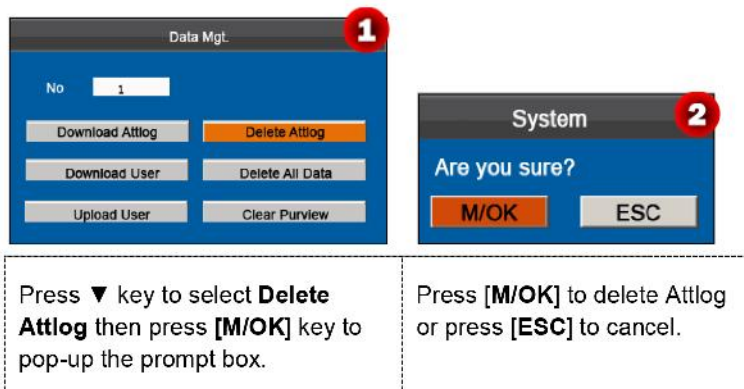 Data Mgt.
1
No 1
Download Attlog Delete Attlog
Download User Delete All Data
Upload User Clear Purview
System
2
Are you sure?
M/OK ESC
Press ▼ key to select Delete
Attlog then press [M/OK] key to
pop-up the prompt box.
Press [M/OK] to delete Attlog
or press [ESC] to cancel.